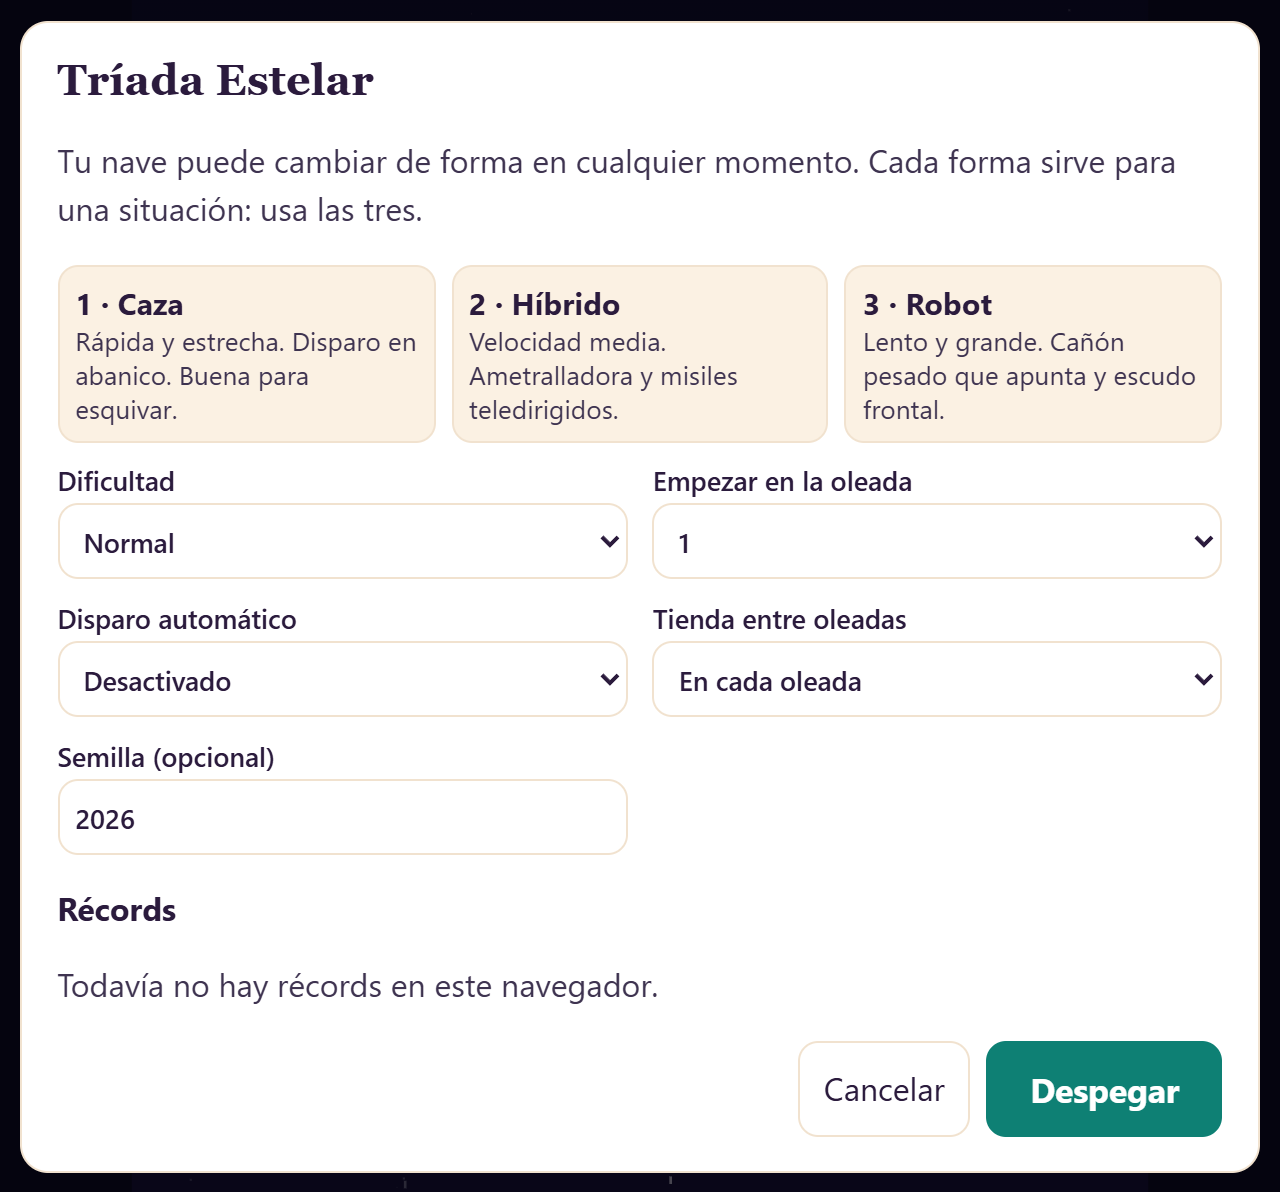 Tríada Estelar
Tu nave puede cambiar de forma en cualquier momento. Cada forma sirve para
una situación: usa las tres.
1 · Caza
Rápida y estrecha. Disparo en
abanico. Buena para
esquivar.
2 · Híbrido
Velocidad media.
Ametralladora y misiles
teledirigidos.
3 · Robot
Lento y grande. Cañón
pesado que apunta y escudo
frontal.
Dificultad
Normal
Empezar en la oleada
1
Disparo automático
Desactivado
Tienda entre oleadas
En cada oleada
Semilla (opcional)
2026
Récords
Todavía no hay récords en este navegador.
Cancelar
Despegar